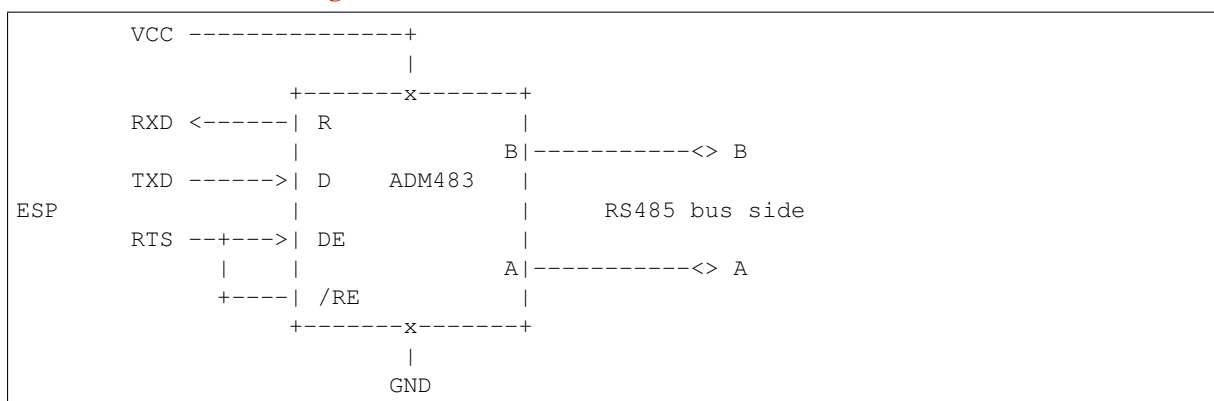 VCC ---------------+
|
+-------x-------+
RXD <------| R             |
|              B|-----------<> B
TXD ------>| D    ADM483   |
ESP         |               |     RS485 bus side
RTS --+--->| DE            |
|    |              A|-----------<> A
+----| /RE           |
+-------x-------+
|
GND